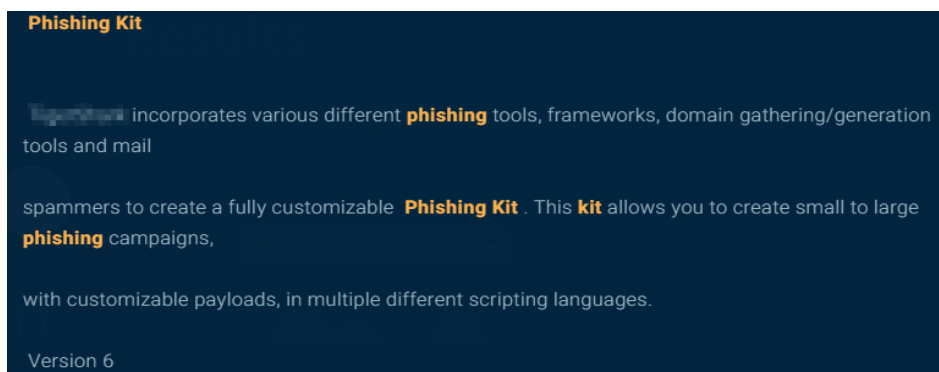 Phishing Kit
incorporates various different phishing tools, frameworks, domain gathering/generation
tools and mail
spammers to create a fully customizable Phishing Kit . This kit allows you to create small to large
phishing campaigns,
with customizable payloads, in multiple different scripting languages.
Version 6